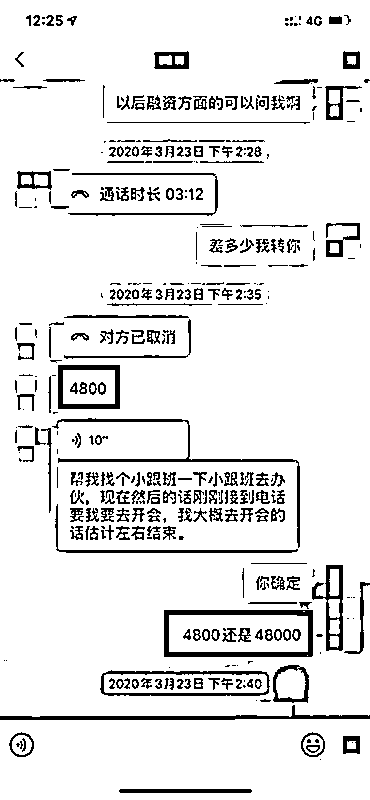 12:25
4G
以后融资方面的可以问我啊
2020年3月23日 下午2:28
通话时长 03:12
差多少我转你
2020年3月23日 下午2:35
对方已取消
4800
10"
帮我找个小跟班一下小跟班去办
伙，现在然后的话刚刚接到电话
要我要去开会，我大概去开会的
话估计左右结束。
你确定
4800还是48000
2020年3月23日 下午2:40